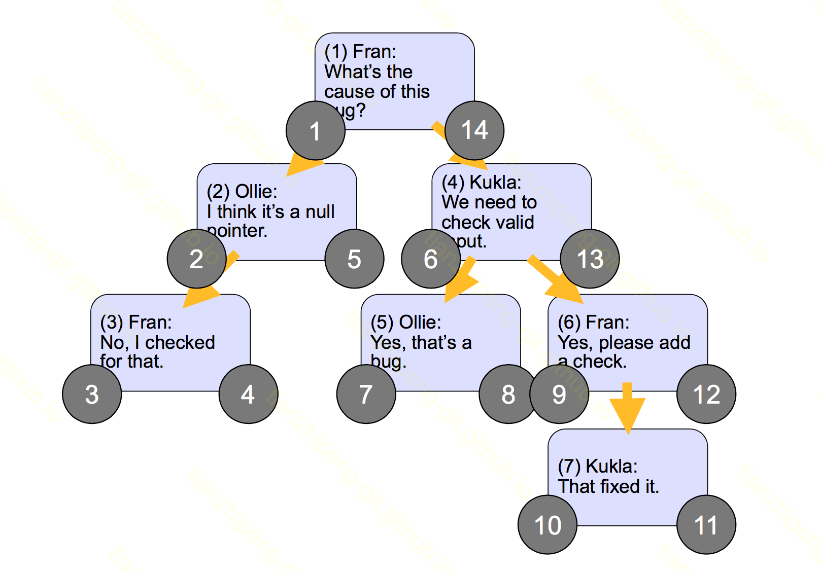 (1) Fran:
What's the
cause of this
bug?
1
14
(2) Ollie:
I think it's a null
pointer.
2
5
(4) Kukla:
We need to
check valid
input.
6
13
(3) Fran:
No, I checked
for that.
3
4
(5) Ollie:
Yes, that's a
bug.
7
8
(6) Fran:
Yes, please add
a check.
9
12
(7) Kukla:
That fixed it.
10
11